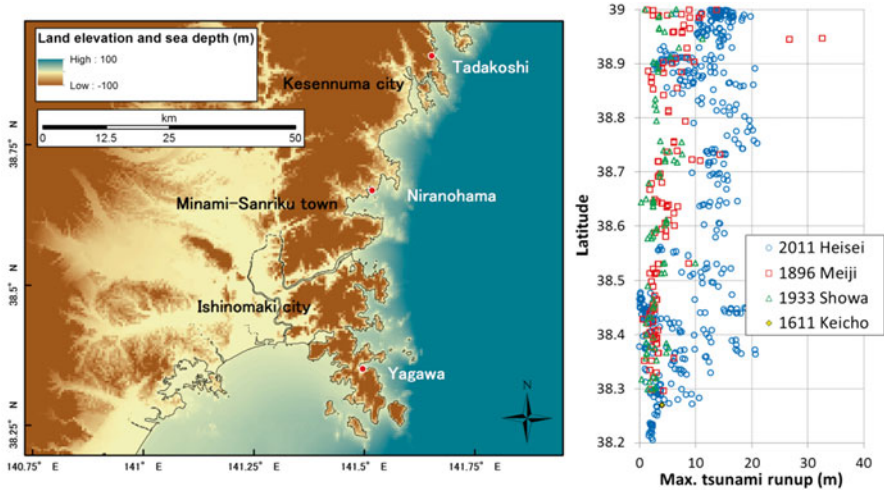 Land elevation and sea depth (m)
High : 100
Low : -100
km
0 12.5 25 50
Kesennuma city
Tadakoshi
Minami-Sanriku town
Niranohama
Ishinomaki city
Yagawa
N
38.75 N
38.5 N
38.25 N
140.75 E 141° E 141.25 E 141.5 E 141.75 E
39
38.9
38.8
38.7
38.6
38.5
38.4
38.3
38.2
Latitude
2011 Heisei
1896 Meiji
1933 Showa
1611 Keicho
0 10 20 30 40
Max. tsunami runup (m)